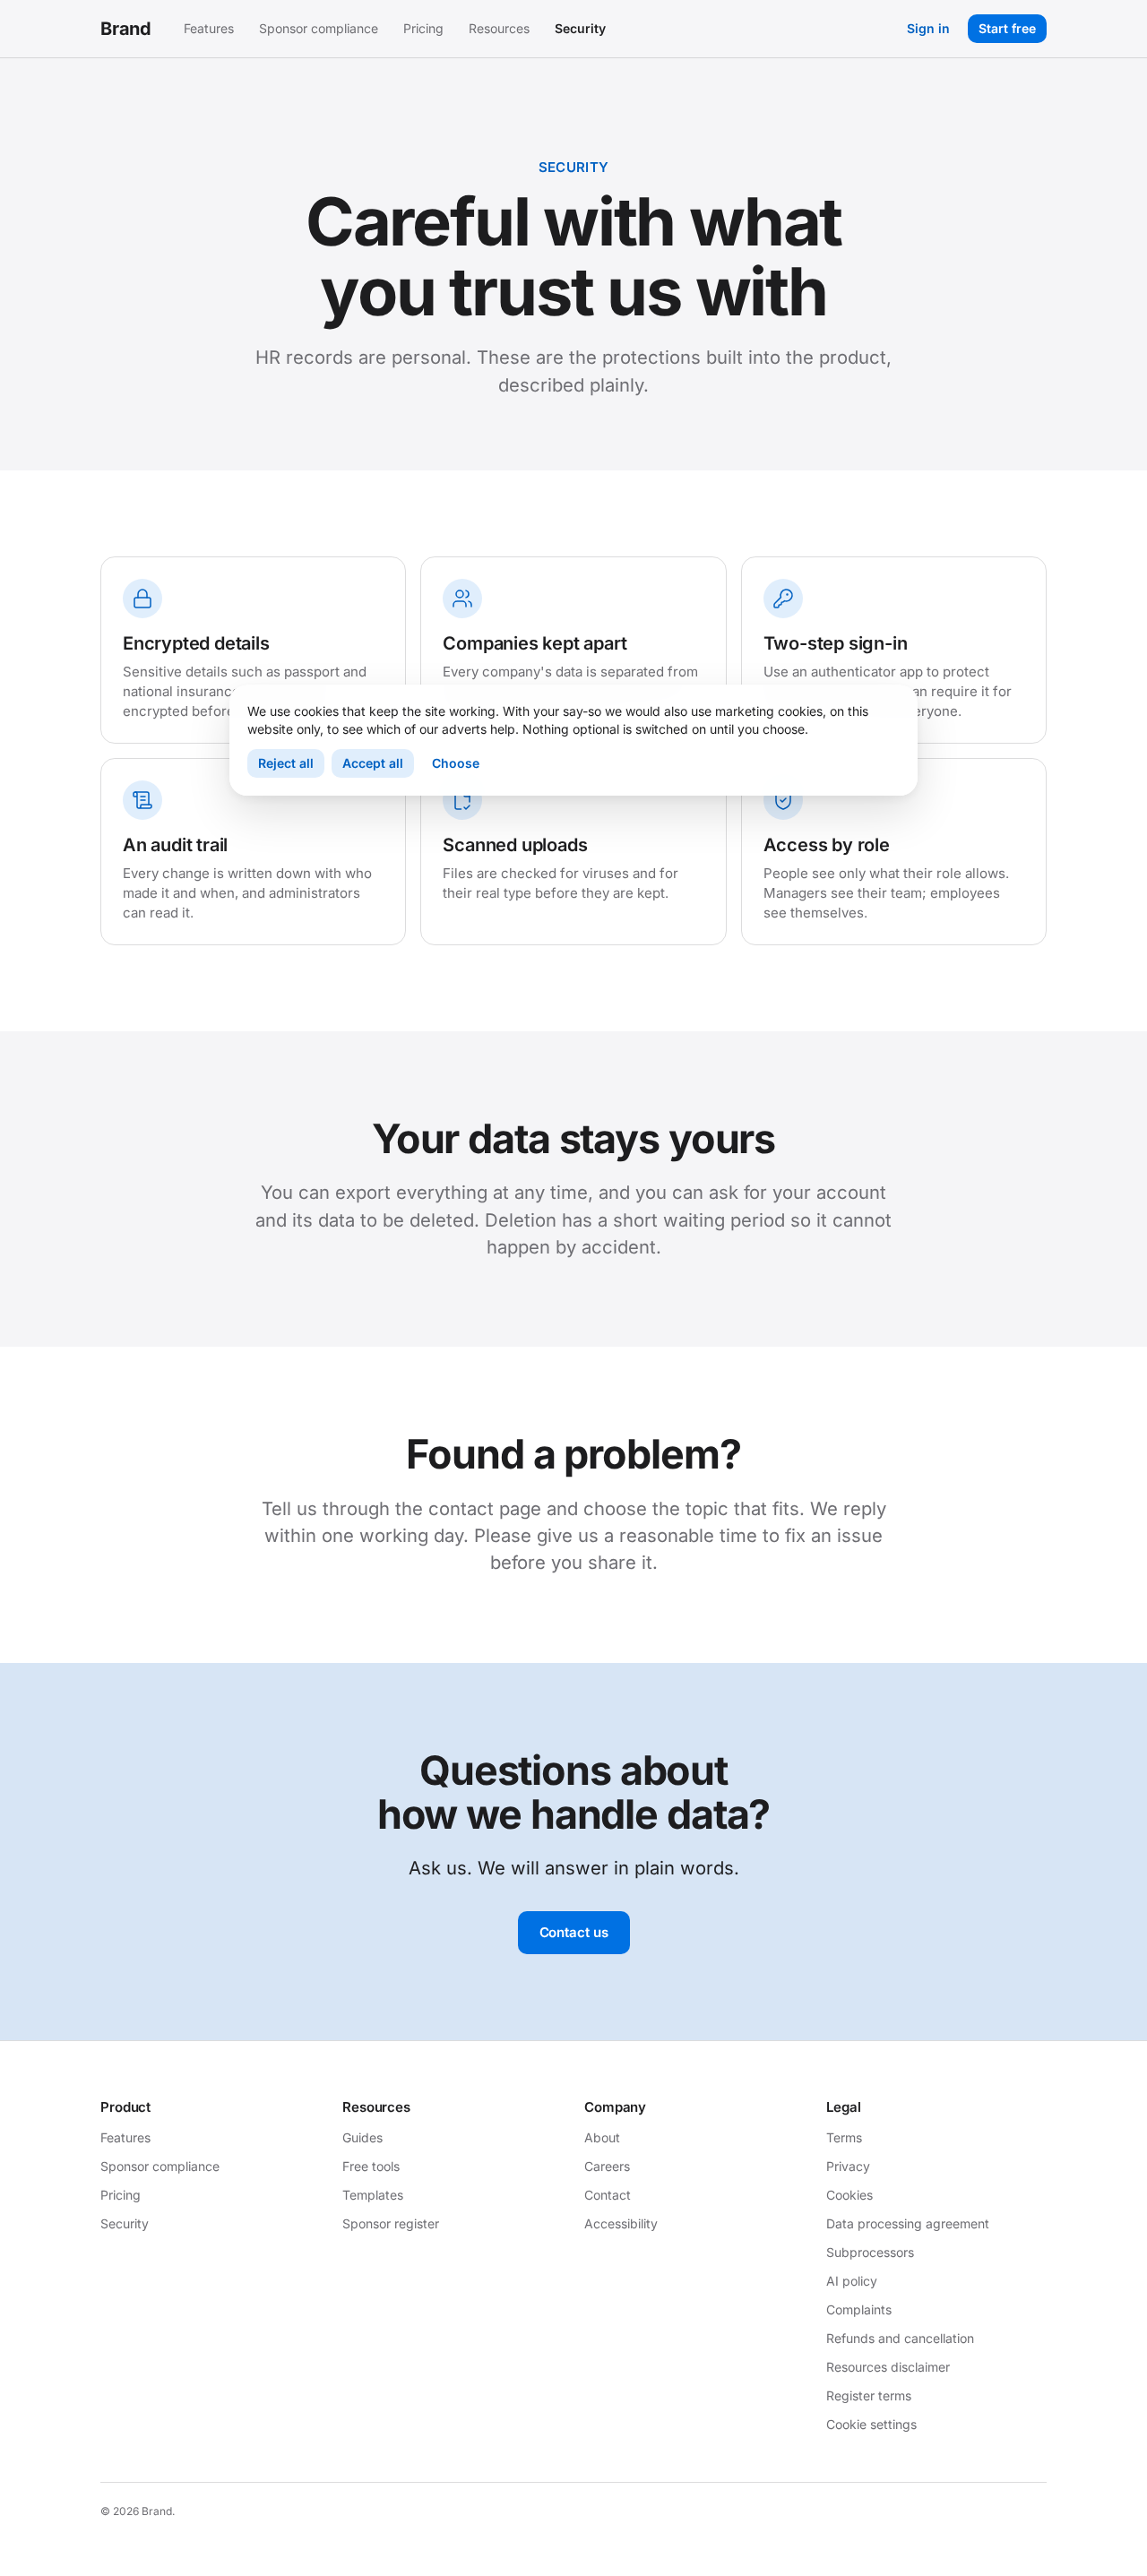 Brand
Features
Sponsor compliance
Pricing
Resources
Security
Sign in
Start free
SECURITY
Careful with what
you trust us with
HR records are personal. These are the protections built into the product,
described plainly.
Encrypted details
Sensitive details such as passport and
national insurance
encrypted before
Companies kept apart
Every company's data is separated from
Two-step sign-in
Use an authenticator app to protect
an require it for
eryone.
We use cookies that keep the site working. With your say-so we would also use marketing cookies, on this
website only, to see which of our adverts help. Nothing optional is switched on until you choose.
Reject all
Accept all
Choose
An audit trail
Every change is written down with who
made it and when, and administrators
can read it.
Scanned uploads
Files are checked for viruses and for
their real type before they are kept.
Access by role
People see only what their role allows.
Managers see their team; employees
see themselves.
Your data stays yours
You can export everything at any time, and you can ask for your account
and its data to be deleted. Deletion has a short waiting period so it cannot
happen by accident.
Found a problem?
Tell us through the contact page and choose the topic that fits. We reply
within one working day. Please give us a reasonable time to fix an issue
before you share it.
Questions about
how we handle data?
Ask us. We will answer in plain words.
Contact us
Product
Features
Sponsor compliance
Pricing
Security
Resources
Guides
Free tools
Templates
Sponsor register
Company
About
Careers
Contact
Accessibility
Legal
Terms
Privacy
Cookies
Data processing agreement
Subprocessors
AI policy
Complaints
Refunds and cancellation
Resources disclaimer
Register terms
Cookie settings
© 2026 Brand.